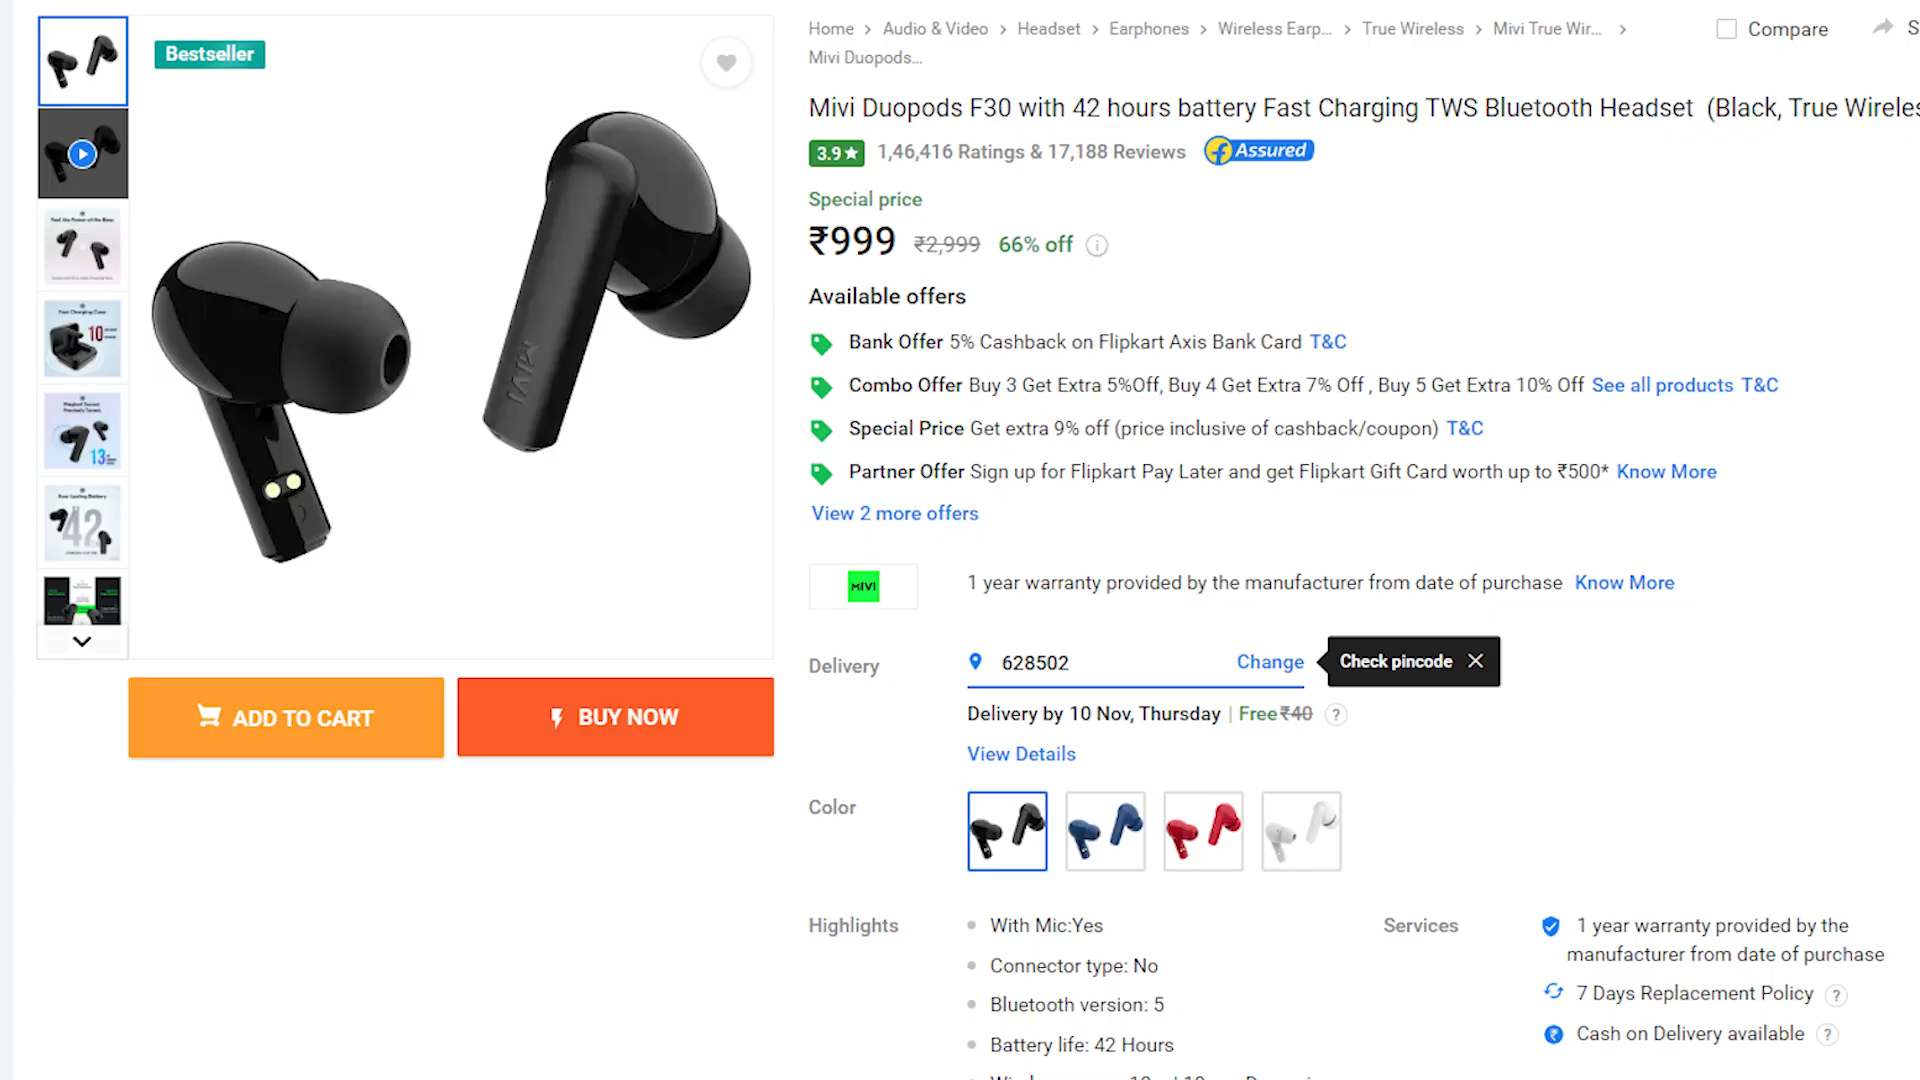 Home > Audio & Video > Headset > Earphones > Wireless Earp... > True Wireless > Mivi True Wir... >
Mivi Duopods...
Compare
S
Bestseller
Mivi Duopods F30 with 42 hours battery Fast Charging TWS Bluetooth Headset (Black, True Wireles
3.9★ 1,46,416 Ratings & 17,188 Reviews Assured
Special price
₹999 ₹2,999 66% off
Available offers
Bank Offer 5% Cashback on Flipkart Axis Bank Card T&C
Combo Offer Buy 3 Get Extra 5%Off, Buy 4 Get Extra 7% Off , Buy 5 Get Extra 10% Off See all products T&C
Special Price Get extra 9% off (price inclusive of cashback/coupon) T&C
Partner Offer Sign up for Flipkart Pay Later and get Flipkart Gift Card worth up to ₹500* Know More
View 2 more offers
MIVI
10
13
42
MIVI
1 year warranty provided by the manufacturer from date of purchase Know More
Delivery
628502 Change
Check pincode
Delivery by 10 Nov, Thursday | Free ₹40 ?
View Details
ADD TO CART
BUY NOW
Color
Highlights
With Mic:Yes
Connector type: No
Bluetooth version: 5
Battery life: 42 Hours
Services
1 year warranty provided by the
manufacturer from date of purchase
7 Days Replacement Policy ?
Cash on Delivery available ?